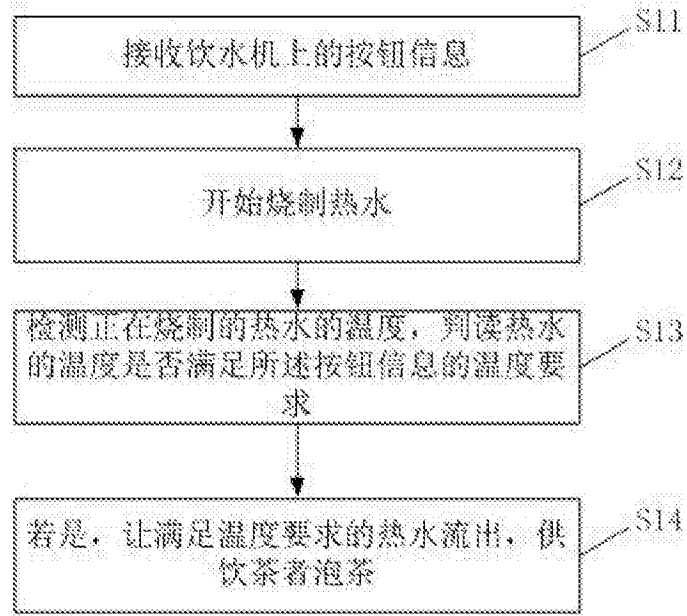 接收饮水机上的按钮信息
S11
开始烧制热水
S12
检测正在烧制的热水的温度，判读热水
的温度是否满足所述按钮信息的温度要
求
S13
若是，让满足温度要求的热水流出，供
饮茶者泡茶
S14